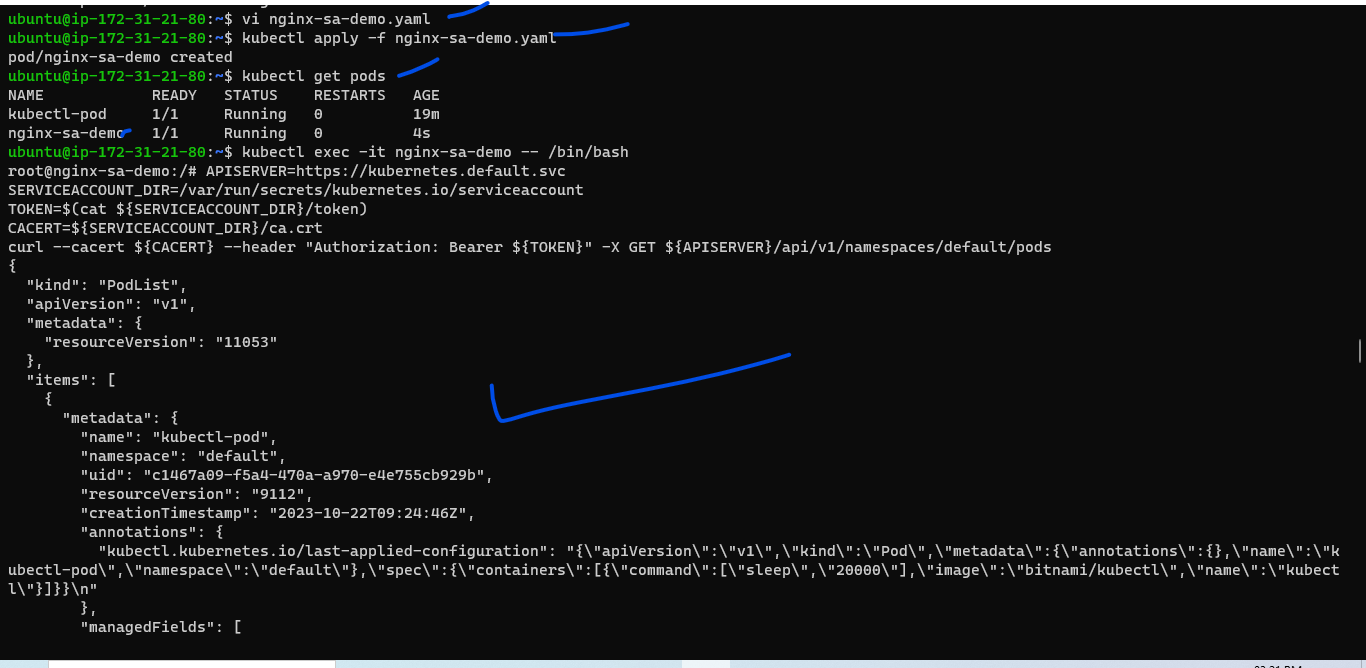 ubuntu@ip-172-31-21-80:~$ vi nginx-sa-demo.yaml
ubuntu@ip-172-31-21-80:~$ kubectl apply -f nginx-sa-demo.yaml
pod/nginx-sa-demo created
ubuntu@ip-172-31-21-80:~$ kubectl get pods
NAME            READY   STATUS    RESTARTS   AGE
kubectl-pod     1/1     Running   0          19m
nginx-sa-demo   1/1     Running   0          4s
ubuntu@ip-172-31-21-80:~$ kubectl exec -it nginx-sa-demo -- /bin/bash
root@nginx-sa-demo:/# APISERVER=https://kubernetes.default.svc
SERVICEACCOUNT_DIR=/var/run/secrets/kubernetes.io/serviceaccount
TOKEN=$(cat ${SERVICEACCOUNT_DIR}/token)
CACERT=${SERVICEACCOUNT_DIR}/ca.crt
curl --cacert ${CACERT} --header "Authorization: Bearer ${TOKEN}" -X GET ${APISERVER}/api/v1/namespaces/default/pods
{
  "kind": "PodList",
  "apiVersion": "v1",
  "metadata": {
    "resourceVersion": "11053"
  },
  "items": [
    {
      "metadata": {
        "name": "kubectl-pod",
        "namespace": "default",
        "uid": "c1467a09-f5a4-470a-a970-e4e755cb929b",
        "resourceVersion": "9112",
        "creationTimestamp": "2023-10-22T09:24:46Z",
        "annotations": {
          "kubectl.kubernetes.io/last-applied-configuration": "{\"apiVersion\":\"v1\",\"kind\":\"Pod\",\"metadata\":{\"annotations\":{},\"name\":\"k
ubectl-pod\",\"namespace\":\"default\"},\"spec\":{\"containers\":[{\"command\":[\"sleep\",\"20000\"],\"image\":\"bitnami/kubectl\",\"name\":\"kubect
l\"}]}}\n"
        },
        "managedFields": [